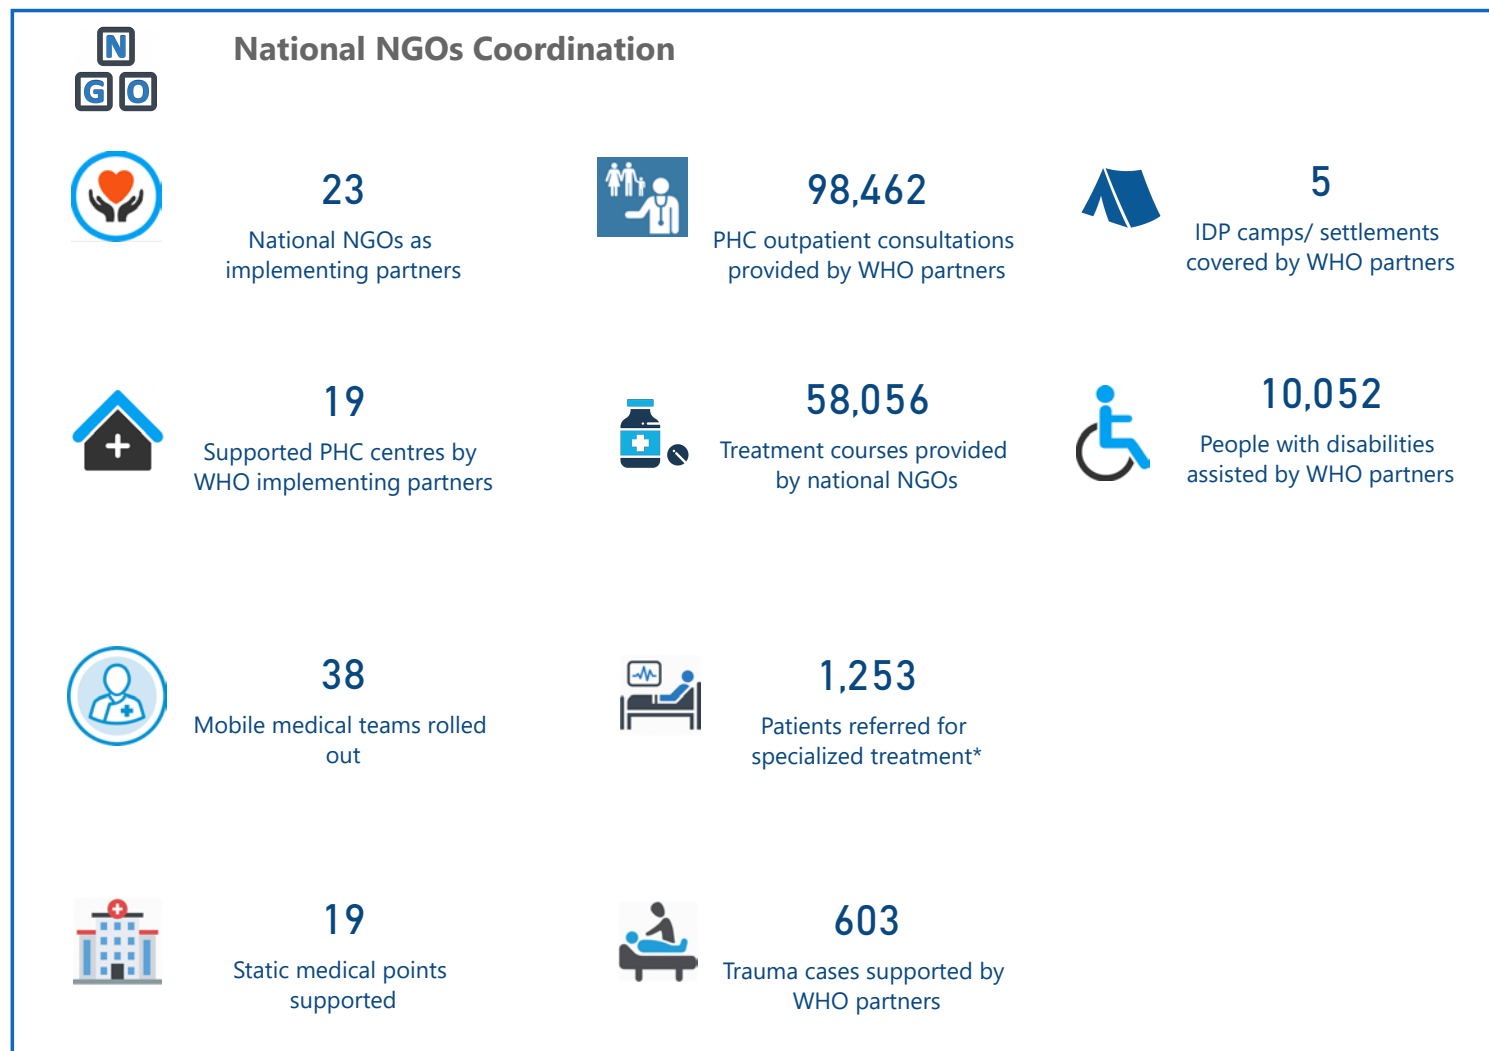 N
GO
National NGOs Coordination
23
National NGOs as
implementing partners
98,462
PHC outpatient consultations
provided by WHO partners
5
IDP camps/ settlements
covered by WHO partners
19
Supported PHC centres by
WHO implementing partners
58,056
Treatment courses provided
by national NGOs
10,052
People with disabilities
assisted by WHO partners
38
Mobile medical teams rolled
out
1,253
Patients referred for
specialized treatment*
19
Static medical points
supported
603
Trauma cases supported by
WHO partners